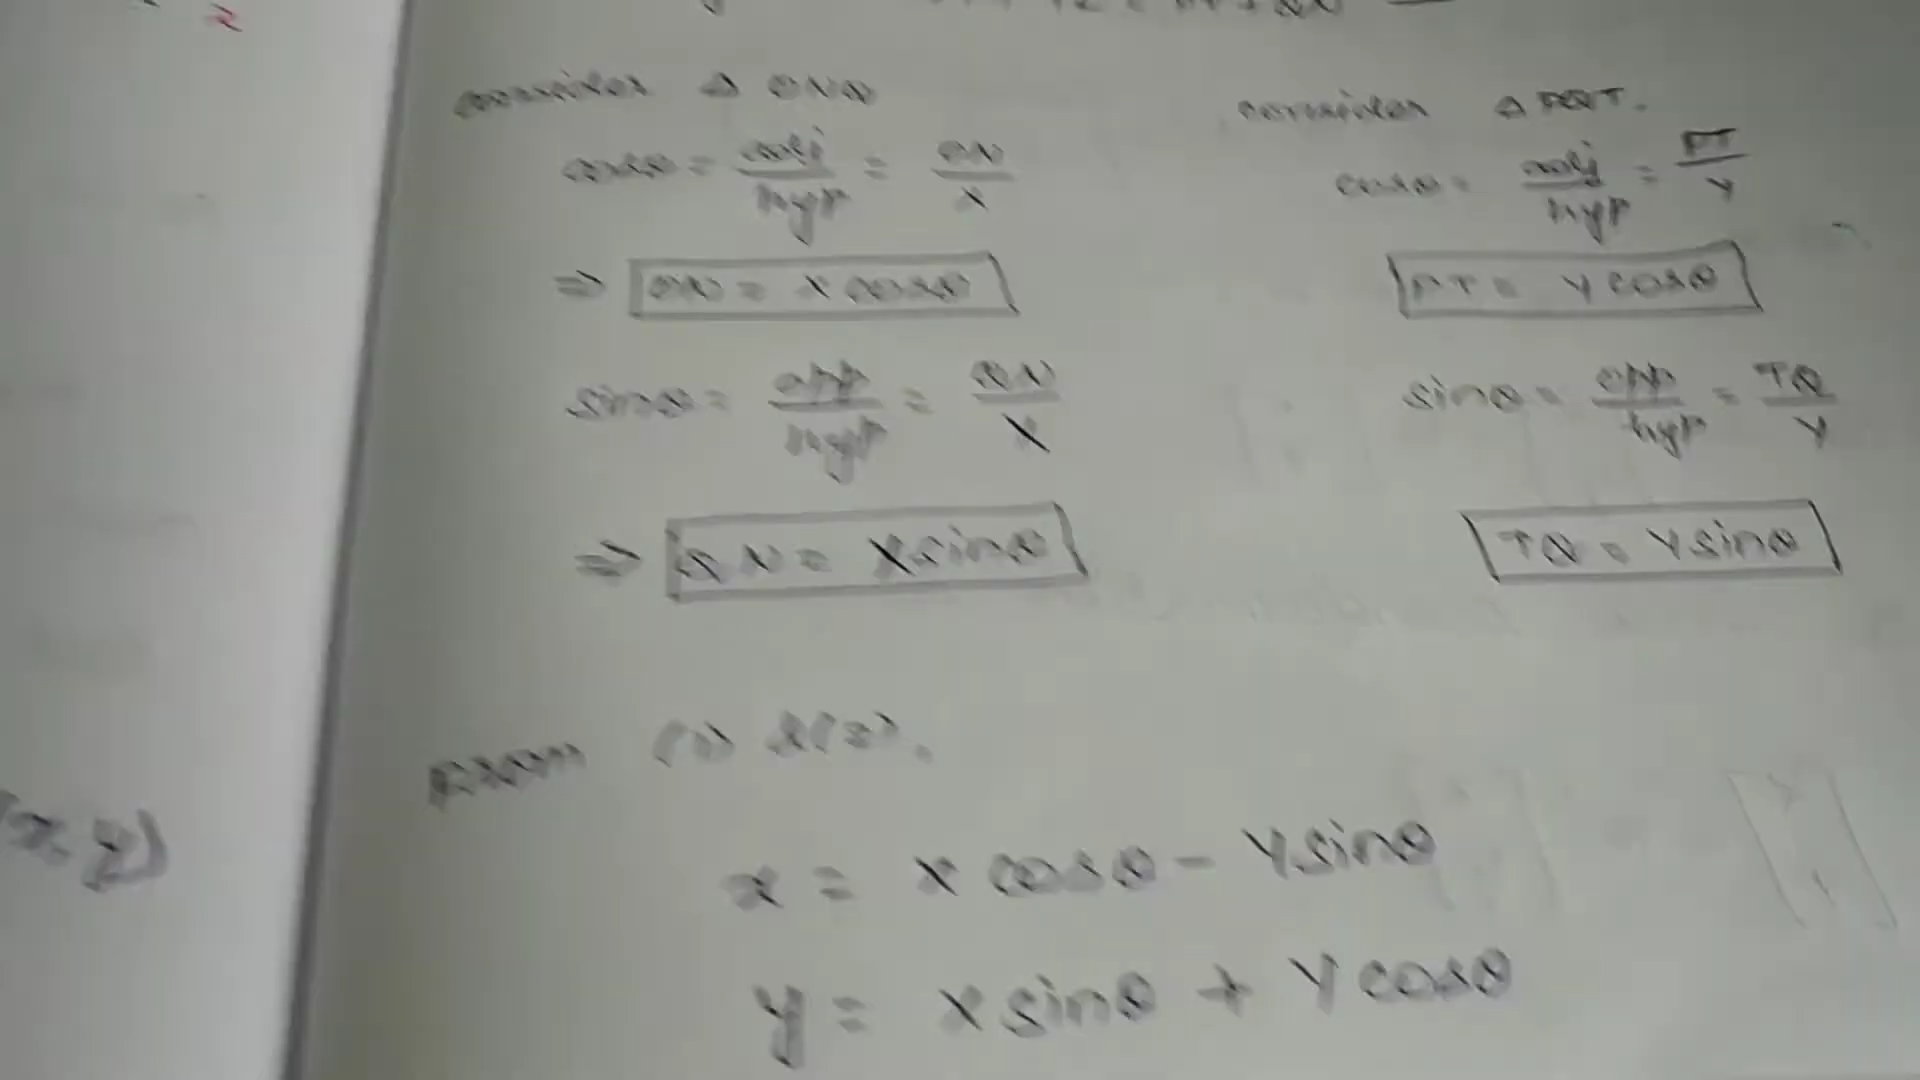 consider Δ ONQ
cosθ = adj/hyp = ON/X
⇒ ON = X cosθ
sinθ = opp/hyp = QN/X
⇒ QN = X sinθ
consider Δ PQT.
cosθ = adj/hyp = PT/Y
PT = Y cosθ
sinθ = opp/hyp = TQ/Y
TQ = Y sinθ
From (1) & (2),
x = X cosθ - Y sinθ
y = X sinθ + Y cosθ
x, y)